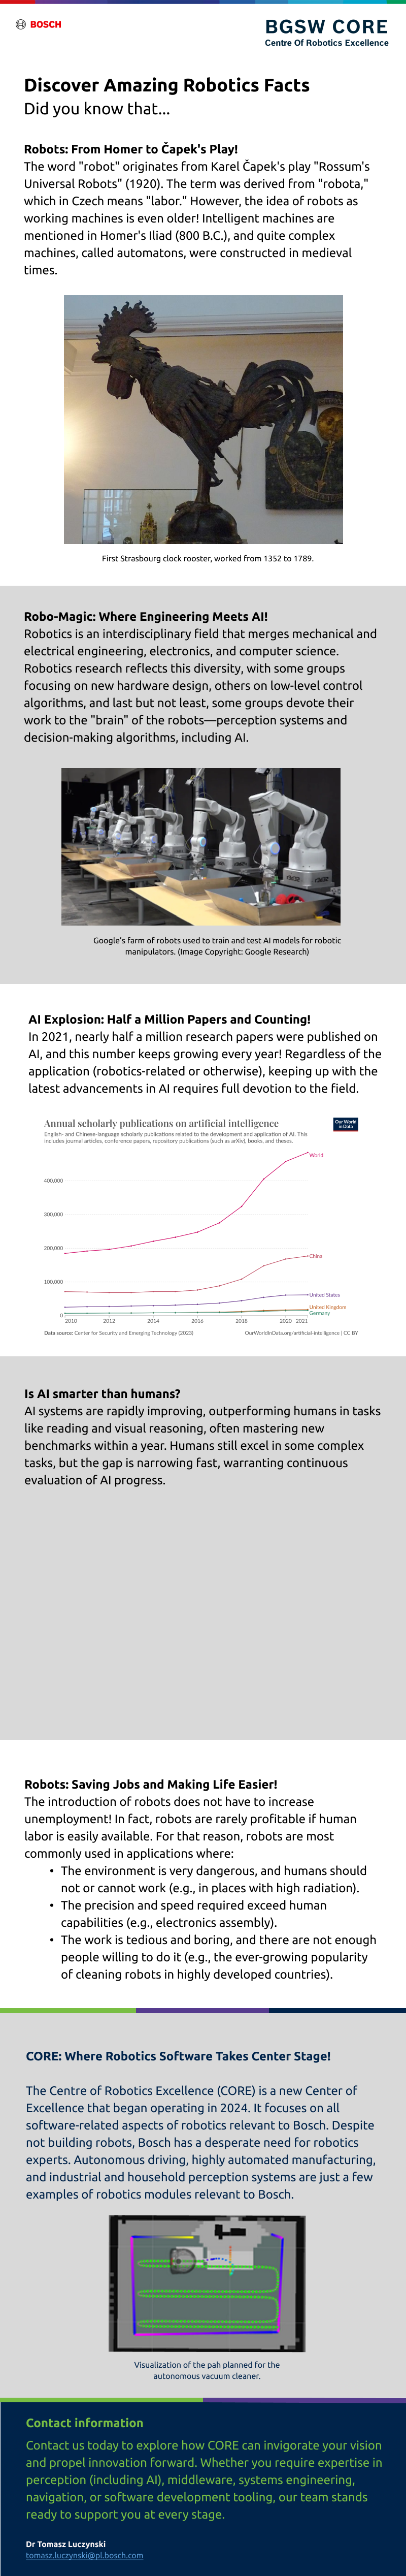 BOSCH
BGSW CORE
Centre Of Robotics Excellence
Discover Amazing Robotics Facts
Did you know that...
Robots: From Homer to Čapek's Play!
The word "robot" originates from Karel Čapek's play "Rossum's
Universal Robots" (1920). The term was derived from "robota,"
which in Czech means "labor." However, the idea of robots as
working machines is even older! Intelligent machines are
mentioned in Homer's Iliad (800 B.C.), and quite complex
machines, called automatons, were constructed in medieval
times.
First Strasbourg clock rooster, worked from 1352 to 1789.
Robo-Magic: Where Engineering Meets AI!
Robotics is an interdisciplinary field that merges mechanical and
electrical engineering, electronics, and computer science.
Robotics research reflects this diversity, with some groups
focusing on new hardware design, others on low-level control
algorithms, and last but not least, some groups devote their
work to the "brain" of the robots—perception systems and
decision-making algorithms, including AI.
Google's farm of robots used to train and test AI models for robotic
manipulators. (Image Copyright: Google Research)
AI Explosion: Half a Million Papers and Counting!
In 2021, nearly half a million research papers were published on
AI, and this number keeps growing every year! Regardless of the
application (robotics-related or otherwise), keeping up with the
latest advancements in AI requires full devotion to the field.
Annual scholarly publications on artificial intelligence
Our World
in Data
English- and Chinese-language scholarly publications related to the development and application of AI. This
includes journal articles, conference papers, repository publications (such as arXiv), books, and theses.
World
400,000
300,000
200,000
China
100,000
United States
United Kingdom
Germany
0
2010 2012 2014 2016 2018 2020 2021
Data source: Center for Security and Emerging Technology (2023)
OurWorldInData.org/artificial-intelligence | CC BY
Is AI smarter than humans?
AI systems are rapidly improving, outperforming humans in tasks
like reading and visual reasoning, often mastering new
benchmarks within a year. Humans still excel in some complex
tasks, but the gap is narrowing fast, warranting continuous
evaluation of AI progress.
Robots: Saving Jobs and Making Life Easier!
The introduction of robots does not have to increase
unemployment! In fact, robots are rarely profitable if human
labor is easily available. For that reason, robots are most
commonly used in applications where:
• The environment is very dangerous, and humans should
not or cannot work (e.g., in places with high radiation).
• The precision and speed required exceed human
capabilities (e.g., electronics assembly).
• The work is tedious and boring, and there are not enough
people willing to do it (e.g., the ever-growing popularity
of cleaning robots in highly developed countries).
CORE: Where Robotics Software Takes Center Stage!
The Centre of Robotics Excellence (CORE) is a new Center of
Excellence that began operating in 2024. It focuses on all
software-related aspects of robotics relevant to Bosch. Despite
not building robots, Bosch has a desperate need for robotics
experts. Autonomous driving, highly automated manufacturing,
and industrial and household perception systems are just a few
examples of robotics modules relevant to Bosch.
Visualization of the pah planned for the
autonomous vacuum cleaner.
Contact information
Contact us today to explore how CORE can invigorate your vision
and propel innovation forward. Whether you require expertise in
perception (including AI), middleware, systems engineering,
navigation, or software development tooling, our team stands
ready to support you at every stage.
Dr Tomasz Luczynski
tomasz.luczynski@pl.bosch.com